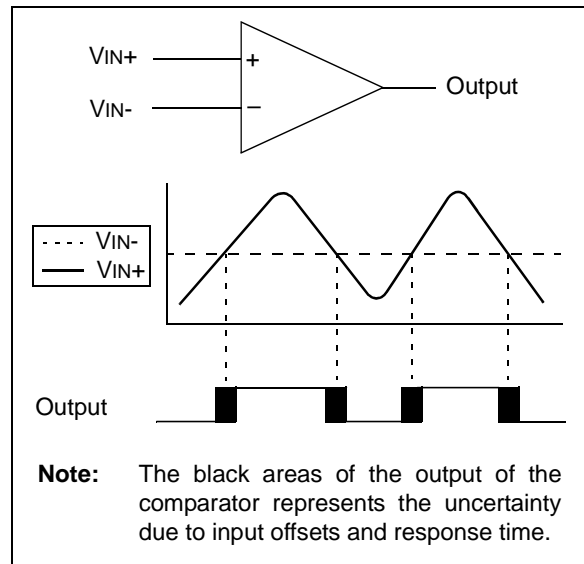 VIN+
+
Output
VIN-
−
VIN-
VIN+
Output
Note: The black areas of the output of the
comparator represents the uncertainty
due to input offsets and response time.